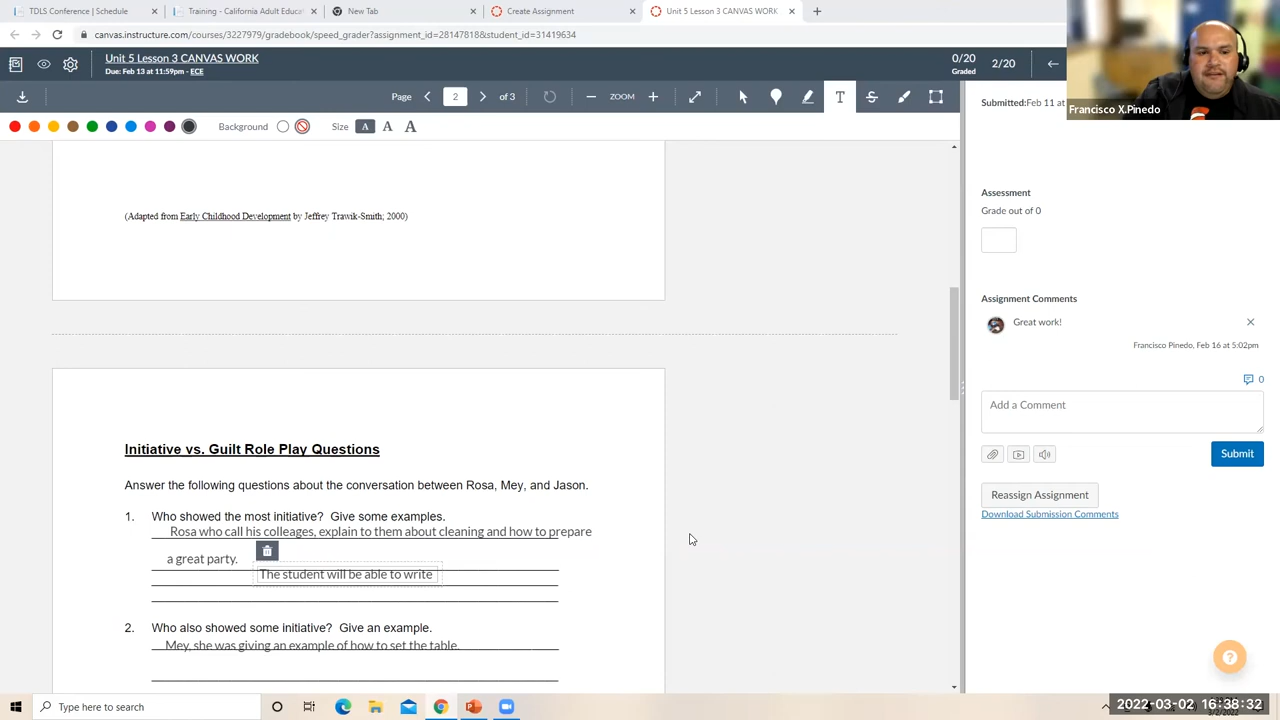 TDLS Conference | Schedule
Training - California Adult Educa
New Tab
Create Assignment
Unit 5 Lesson 3 CANVAS WORK
canvas.instructure.com/courses/3227979/gradebook/speed_grader?assignment_id=28147818&student_id=31419634
Unit 5 Lesson 3 CANVAS WORK
Due: Feb 13 at 11:59pm - ECE
0/20
Graded
2/20
Page 2 of 3
ZOOM
T
Background
Size A A A
Francisco X.Pinedo
Submitted:Feb 11 at
(Adapted from Early Childhood Development by Jeffrey Trawik-Smith; 2000)
Initiative vs. Guilt Role Play Questions
Answer the following questions about the conversation between Rosa, Mey, and Jason.
1. Who showed the most initiative? Give some examples.
Rosa who call his colleages, explain to them about cleaning and how to prepare
a great party.
The student will be able to write
2. Who also showed some initiative? Give an example.
Mey, she was giving an example of how to set the table.
Assessment
Grade out of 0
Assignment Comments
Great work!
Francisco Pinedo, Feb 16 at 5:02pm
0
Add a Comment
Submit
Reassign Assignment
Download Submission Comments
?
Type here to search
2022-03-02 16:38:32